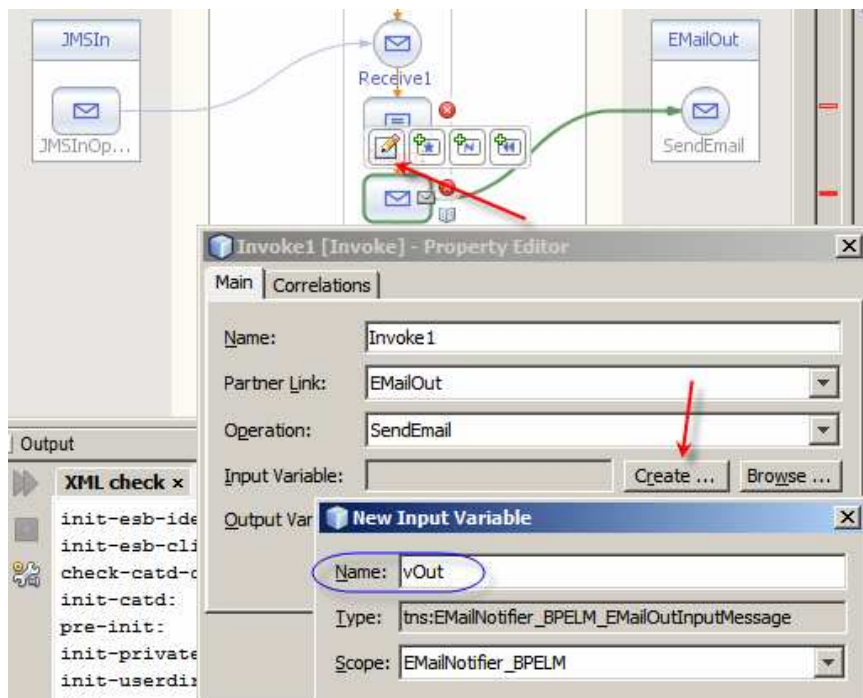 JMSIn
EMailOut
Receive1
JMSInOp...
SendEmail
Invoke1 [Invoke] - Property Editor
Main
Correlations
Name:
Invoke1
Partner Link:
EMailOut
Operation:
SendEmail
Input Variable:
Create ...
Browse ...
Output Var
Output
XML check ×
init-esb-ide
init-esb-cli
check-catd-c
init-catd:
pre-init:
init-private
init-userdir
New Input Variable
Name:
vOut
Type:
tns:EMailNotifier_BPELM_EMailOutInputMessage
Scope:
EMailNotifier_BPELM